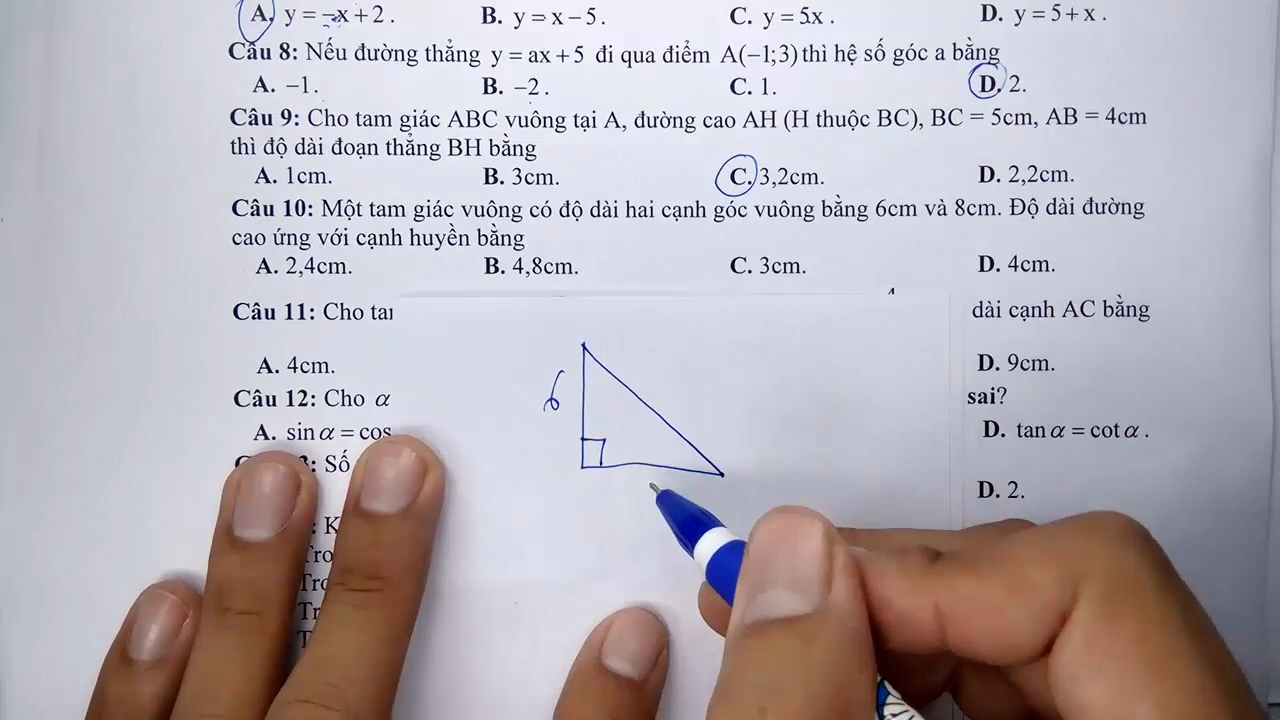 A. y = -x + 2. B. y = x - 5. C. y = 5x. D. y = 5 + x.
Câu 8: Nếu đường thẳng y = ax + 5 đi qua điểm A(-1;3) thì hệ số góc a bằng
A. -1. B. -2. C. 1. D. 2.
Câu 9: Cho tam giác ABC vuông tại A, đường cao AH (H thuộc BC), BC = 5cm, AB = 4cm
thì độ dài đoạn thẳng BH bằng
A. 1cm. B. 3cm. C. 3,2cm. D. 2,2cm.
Câu 10: Một tam giác vuông có độ dài hai cạnh góc vuông bằng 6cm và 8cm. Độ dài đường
cao ứng với cạnh huyền bằng
A. 2,4cm. B. 4,8cm. C. 3cm. D. 4cm.
Câu 11: Cho tam dài cạnh AC bằng
A. 4cm. D. 9cm.
6
Câu 12: Cho α sai?
A. sin α = cos D. tan α = cot α.
: Số
D. 2.